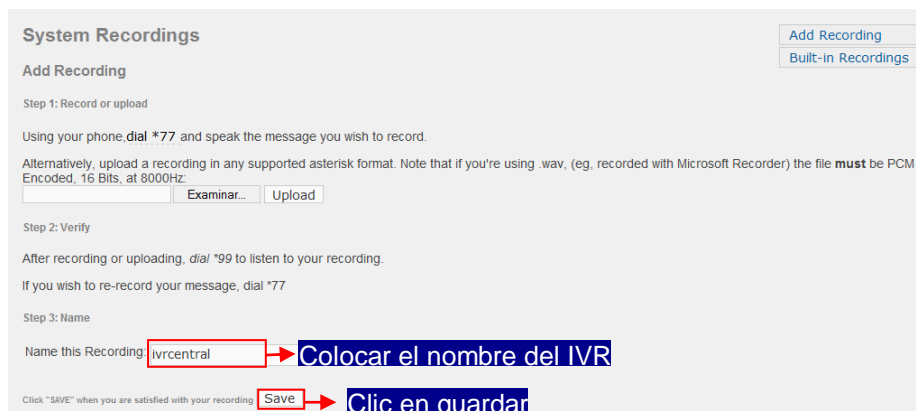 System Recordings
Add Recording
Built-in Recordings
Add Recording
Step 1: Record or upload
Using your phone,dial *77 and speak the message you wish to record.
Alternatively, upload a recording in any supported asterisk format. Note that if you're using .wav, (eg, recorded with Microsoft Recorder) the file must be PCM
Encoded, 16 Bits, at 8000Hz:
Examinar... Upload
Step 2: Verify
After recording or uploading, dial *99 to listen to your recording.
If you wish to re-record your message, dial *77
Step 3: Name
Name this Recording: ivrcentral Colocar el nombre del IVR
Click "SAVE" when you are satisfied with your recording Save Clic en guardar